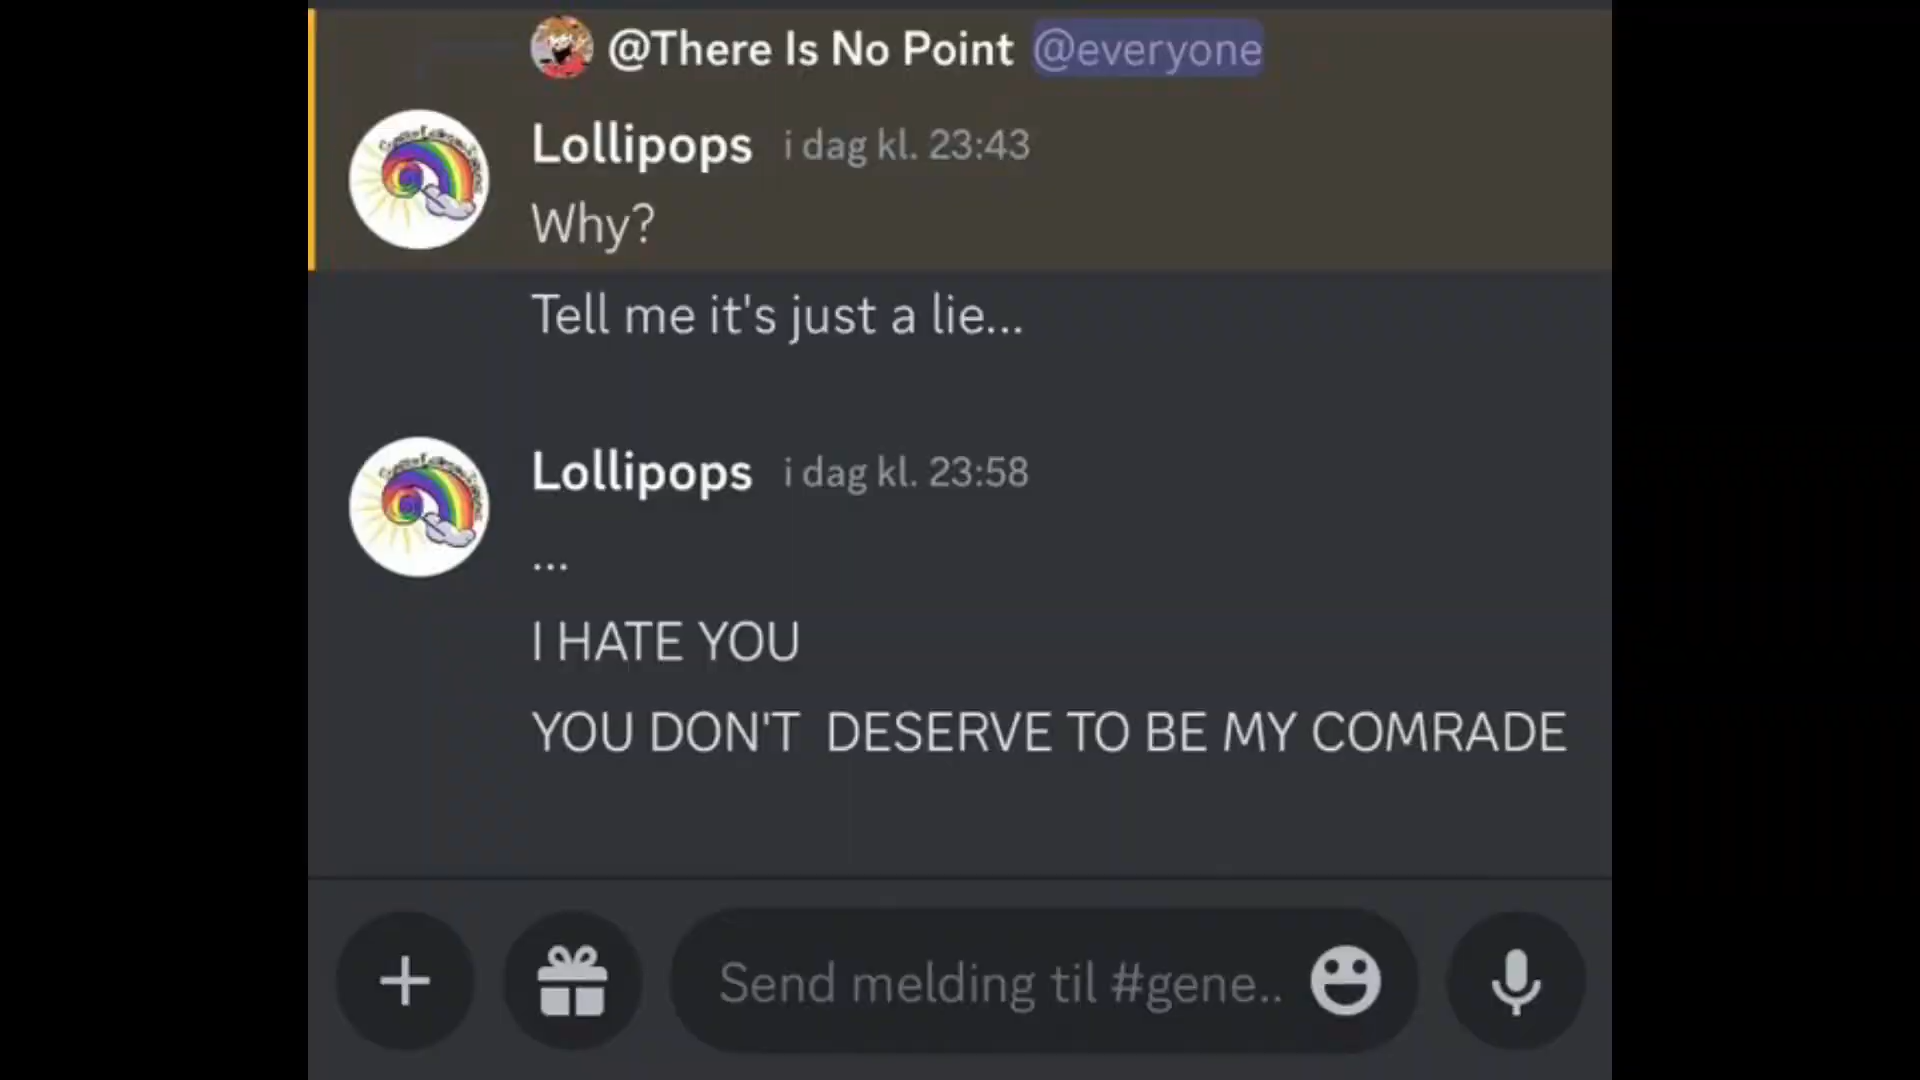 @There Is No Point @everyone
Lollipops i dag kl. 23:43
Why?
Tell me it's just a lie...
Lollipops i dag kl. 23:58
...
I HATE YOU
YOU DON'T DESERVE TO BE MY COMRADE
Send melding til #gene..